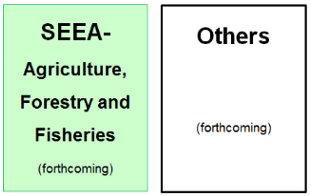 SEEA-
Agriculture,
Forestry and
Fisheries
(forthcoming)
Others
(forthcoming)